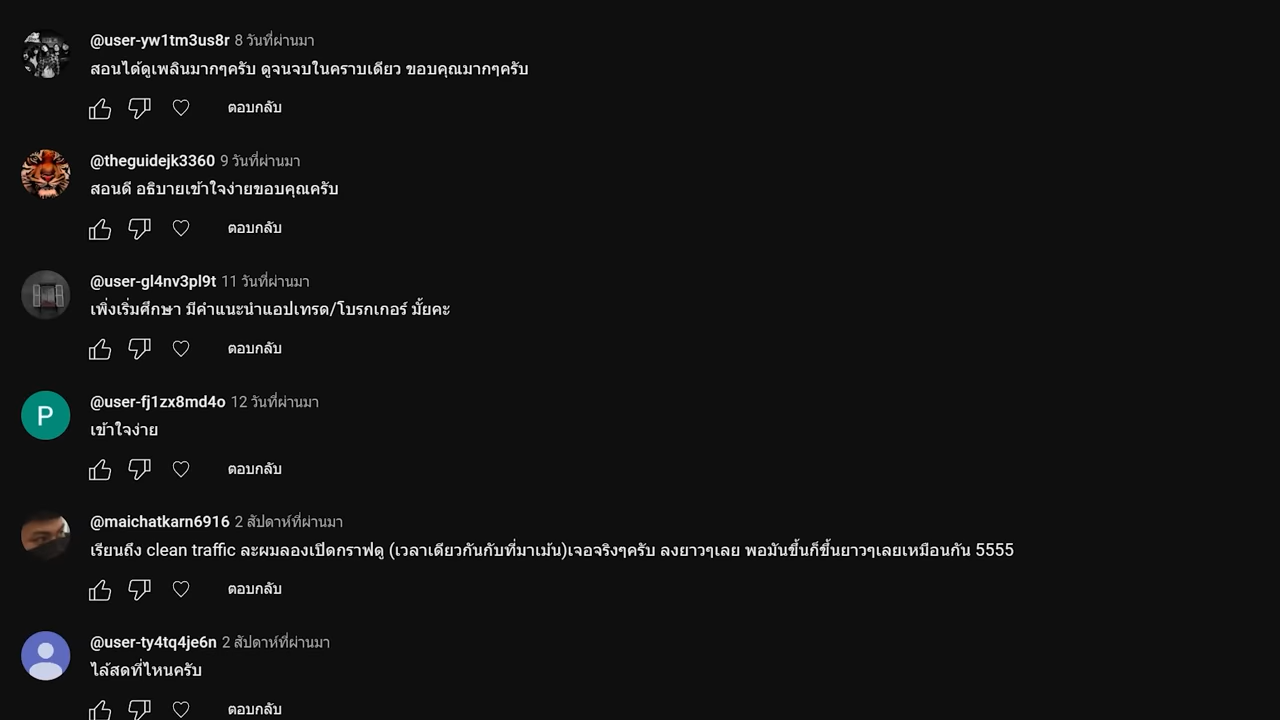 @user-yw1tm3us8r 8 วันที่ผ่านมา
สอนได้ดูเพลินมากๆครับ ดูจนจบในคราบเดียว ขอบคุณมากๆครับ
ตอบกลับ
@theguidejk3360 9 วันที่ผ่านมา
สอนดี อธิบายเข้าใจง่ายขอบคุณครับ
ตอบกลับ
@user-gl4nv3pl9t 11 วันที่ผ่านมา
เพิ่งเริ่มศึกษา มีคำแนะนำแอปเทรด/โบรกเกอร์ มั้ยคะ
ตอบกลับ
P
@user-fj1zx8md4o 12 วันที่ผ่านมา
เข้าใจง่าย
ตอบกลับ
@maichatkarn6916 2 สัปดาห์ที่ผ่านมา
เรียนถึง clean traffic ละผมลองเปิดกราฟดู (เวลาเดียวกันกับที่มาเม้น)เจอจริงๆครับ ลงยาวๆเลย พอมันขึ้นก็ขึ้นยาวๆเลยเหมือนกัน 5555
ตอบกลับ
@user-ty4tq4je6n 2 สัปดาห์ที่ผ่านมา
ไล้สดที่ไหนครับ
ตอบกลับ